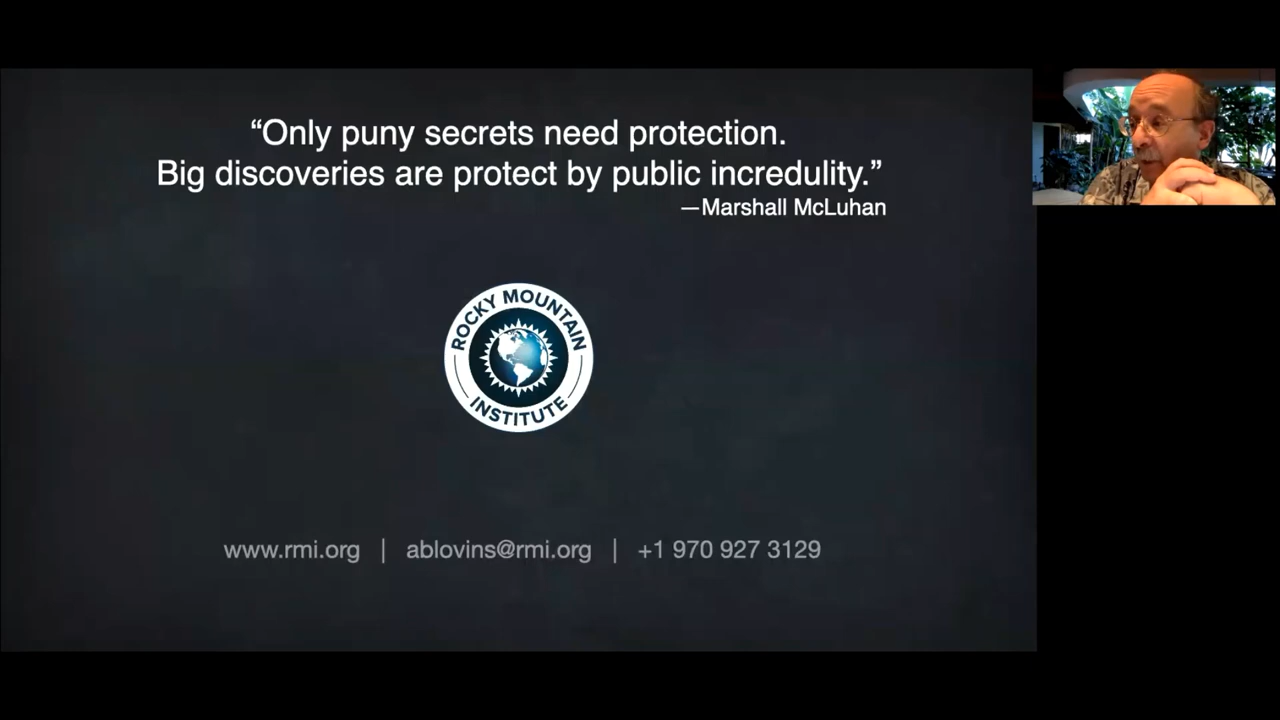 “Only puny secrets need protection.
Big discoveries are protect by public incredulity.”
—Marshall McLuhan
ROCKY MOUNTAIN
INSTITUTE
www.rmi.org | ablovins@rmi.org | +1 970 927 3129